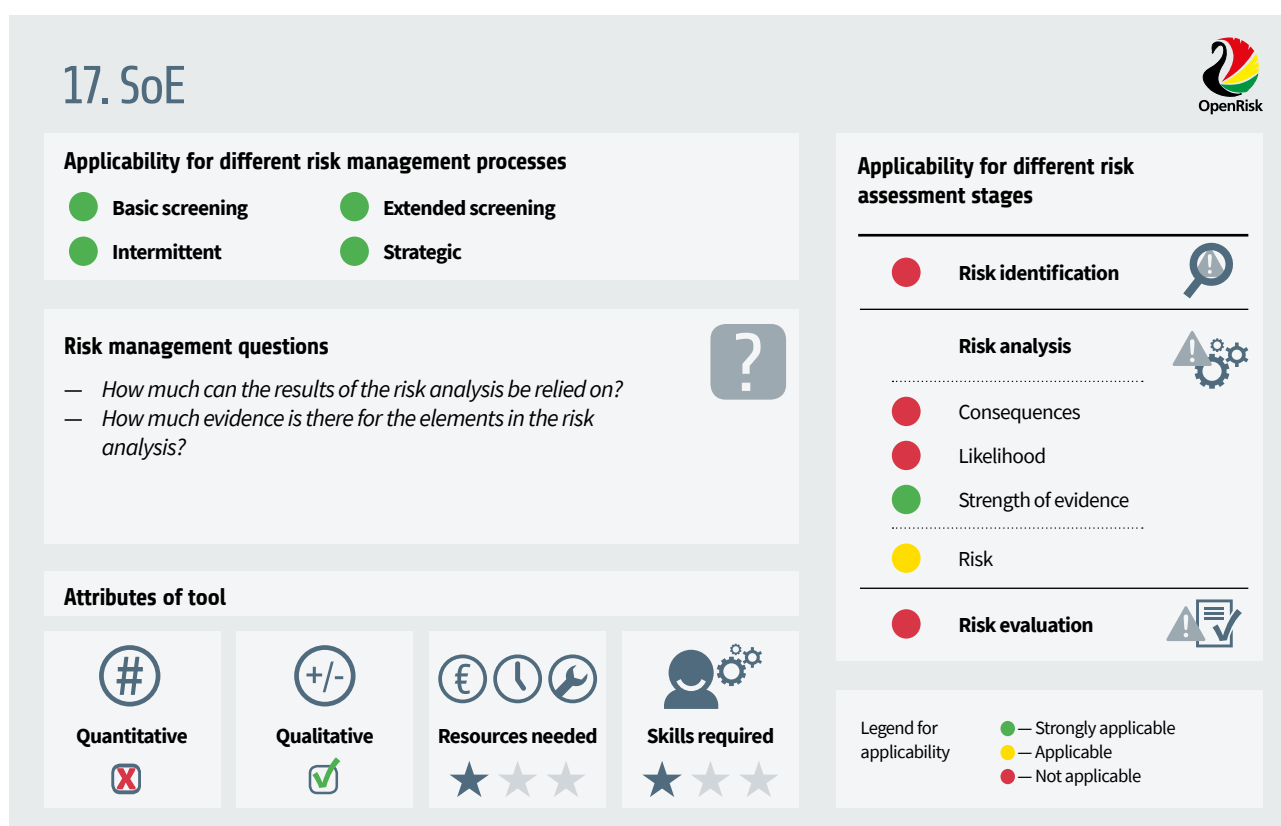 17. SoE
OpenRisk
Applicability for different risk management processes
Basic screening
Extended screening
Intermittent
Strategic
Risk management questions
?
— How much can the results of the risk analysis be relied on?
— How much evidence is there for the elements in the risk
analysis?
Attributes of tool
#
Quantitative
X
+/-
Qualitative
€
Resources needed
Skills required
Applicability for different risk
assessment stages
Risk identification
!
Risk analysis
!
Consequences
Likelihood
Strength of evidence
Risk
Risk evaluation
!
Legend for
applicability
— Strongly applicable
— Applicable
— Not applicable